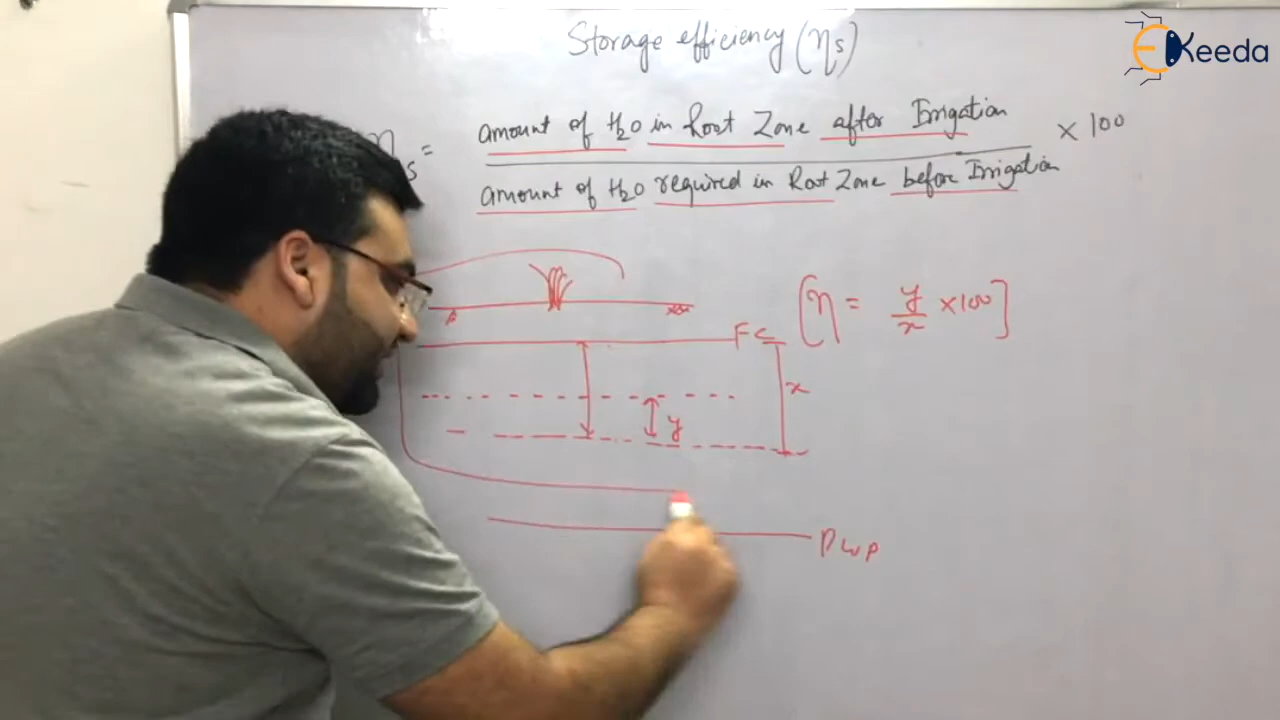 Storage efficiency (ηs)
EKeeda
ηs = amount of H2O in Root Zone after Irrigation × 100
amount of H2O required in Root Zone before Irrigation
[η = y/x ×100]
FC
x
y
PWP